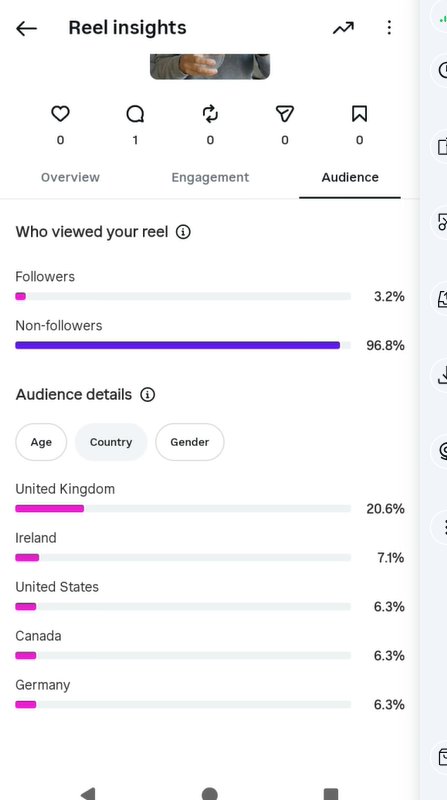 Reel insights
0
1
0
0
0
Overview
Engagement
Audience
Who viewed your reel
Followers
3.2%
Non-followers
96.8%
Audience details
Age
Country
Gender
United Kingdom
20.6%
Ireland
7.1%
United States
6.3%
Canada
6.3%
Germany
6.3%